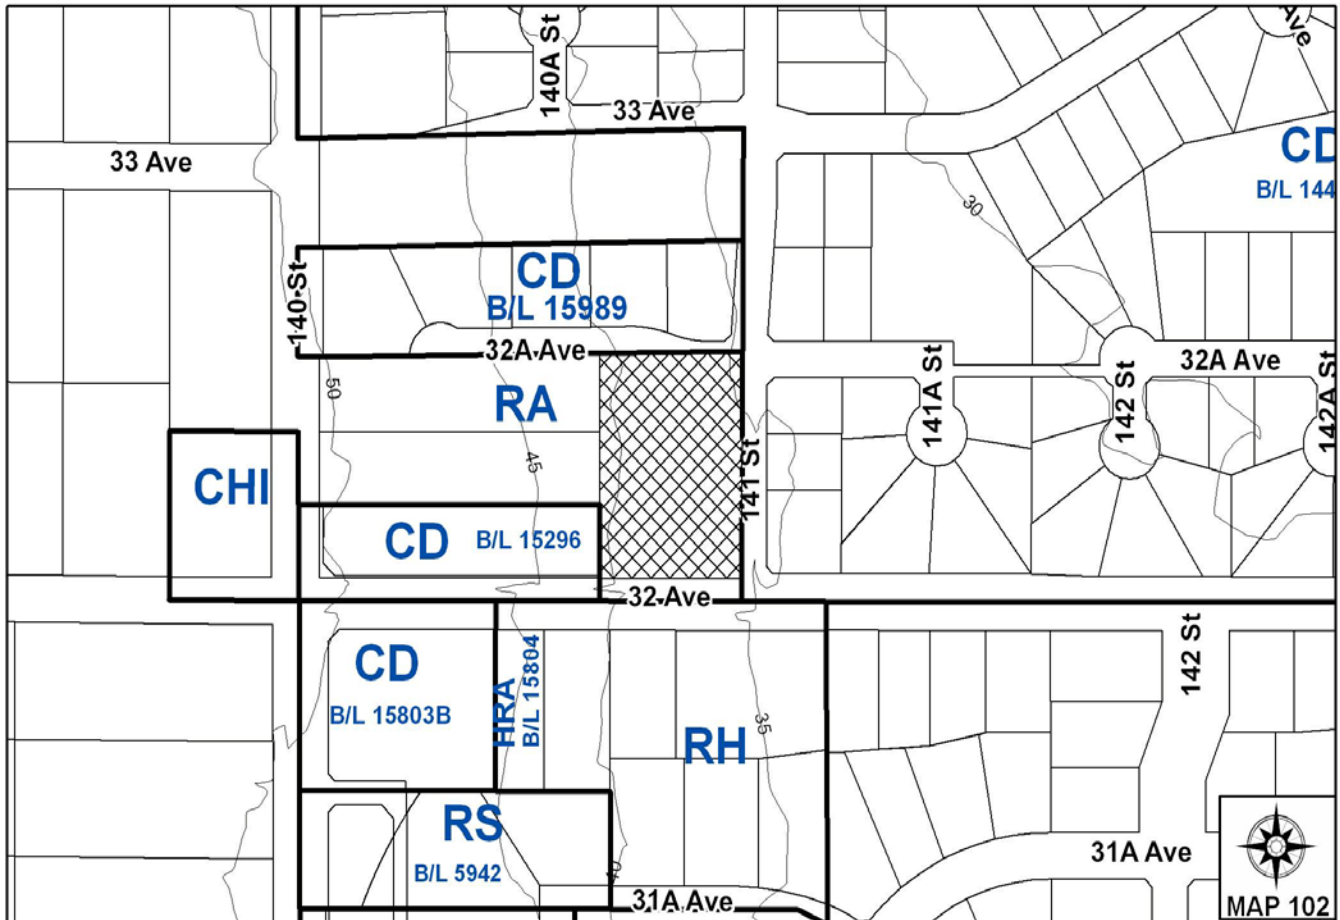 140A St
Ave
33 Ave
33 Ave
CD
B/L 144
30
CD
B/L 15989
140 St
32A Ave
141A St
142 St
32A Ave
142A St
50
RA
45
141 St
CHI
CD
B/L 15296
32 Ave
CD
B/L 15803B
HRA
B/L 15804
RH
35
142 St
RS
B/L 5942
31A Ave
31A Ave
MAP 102